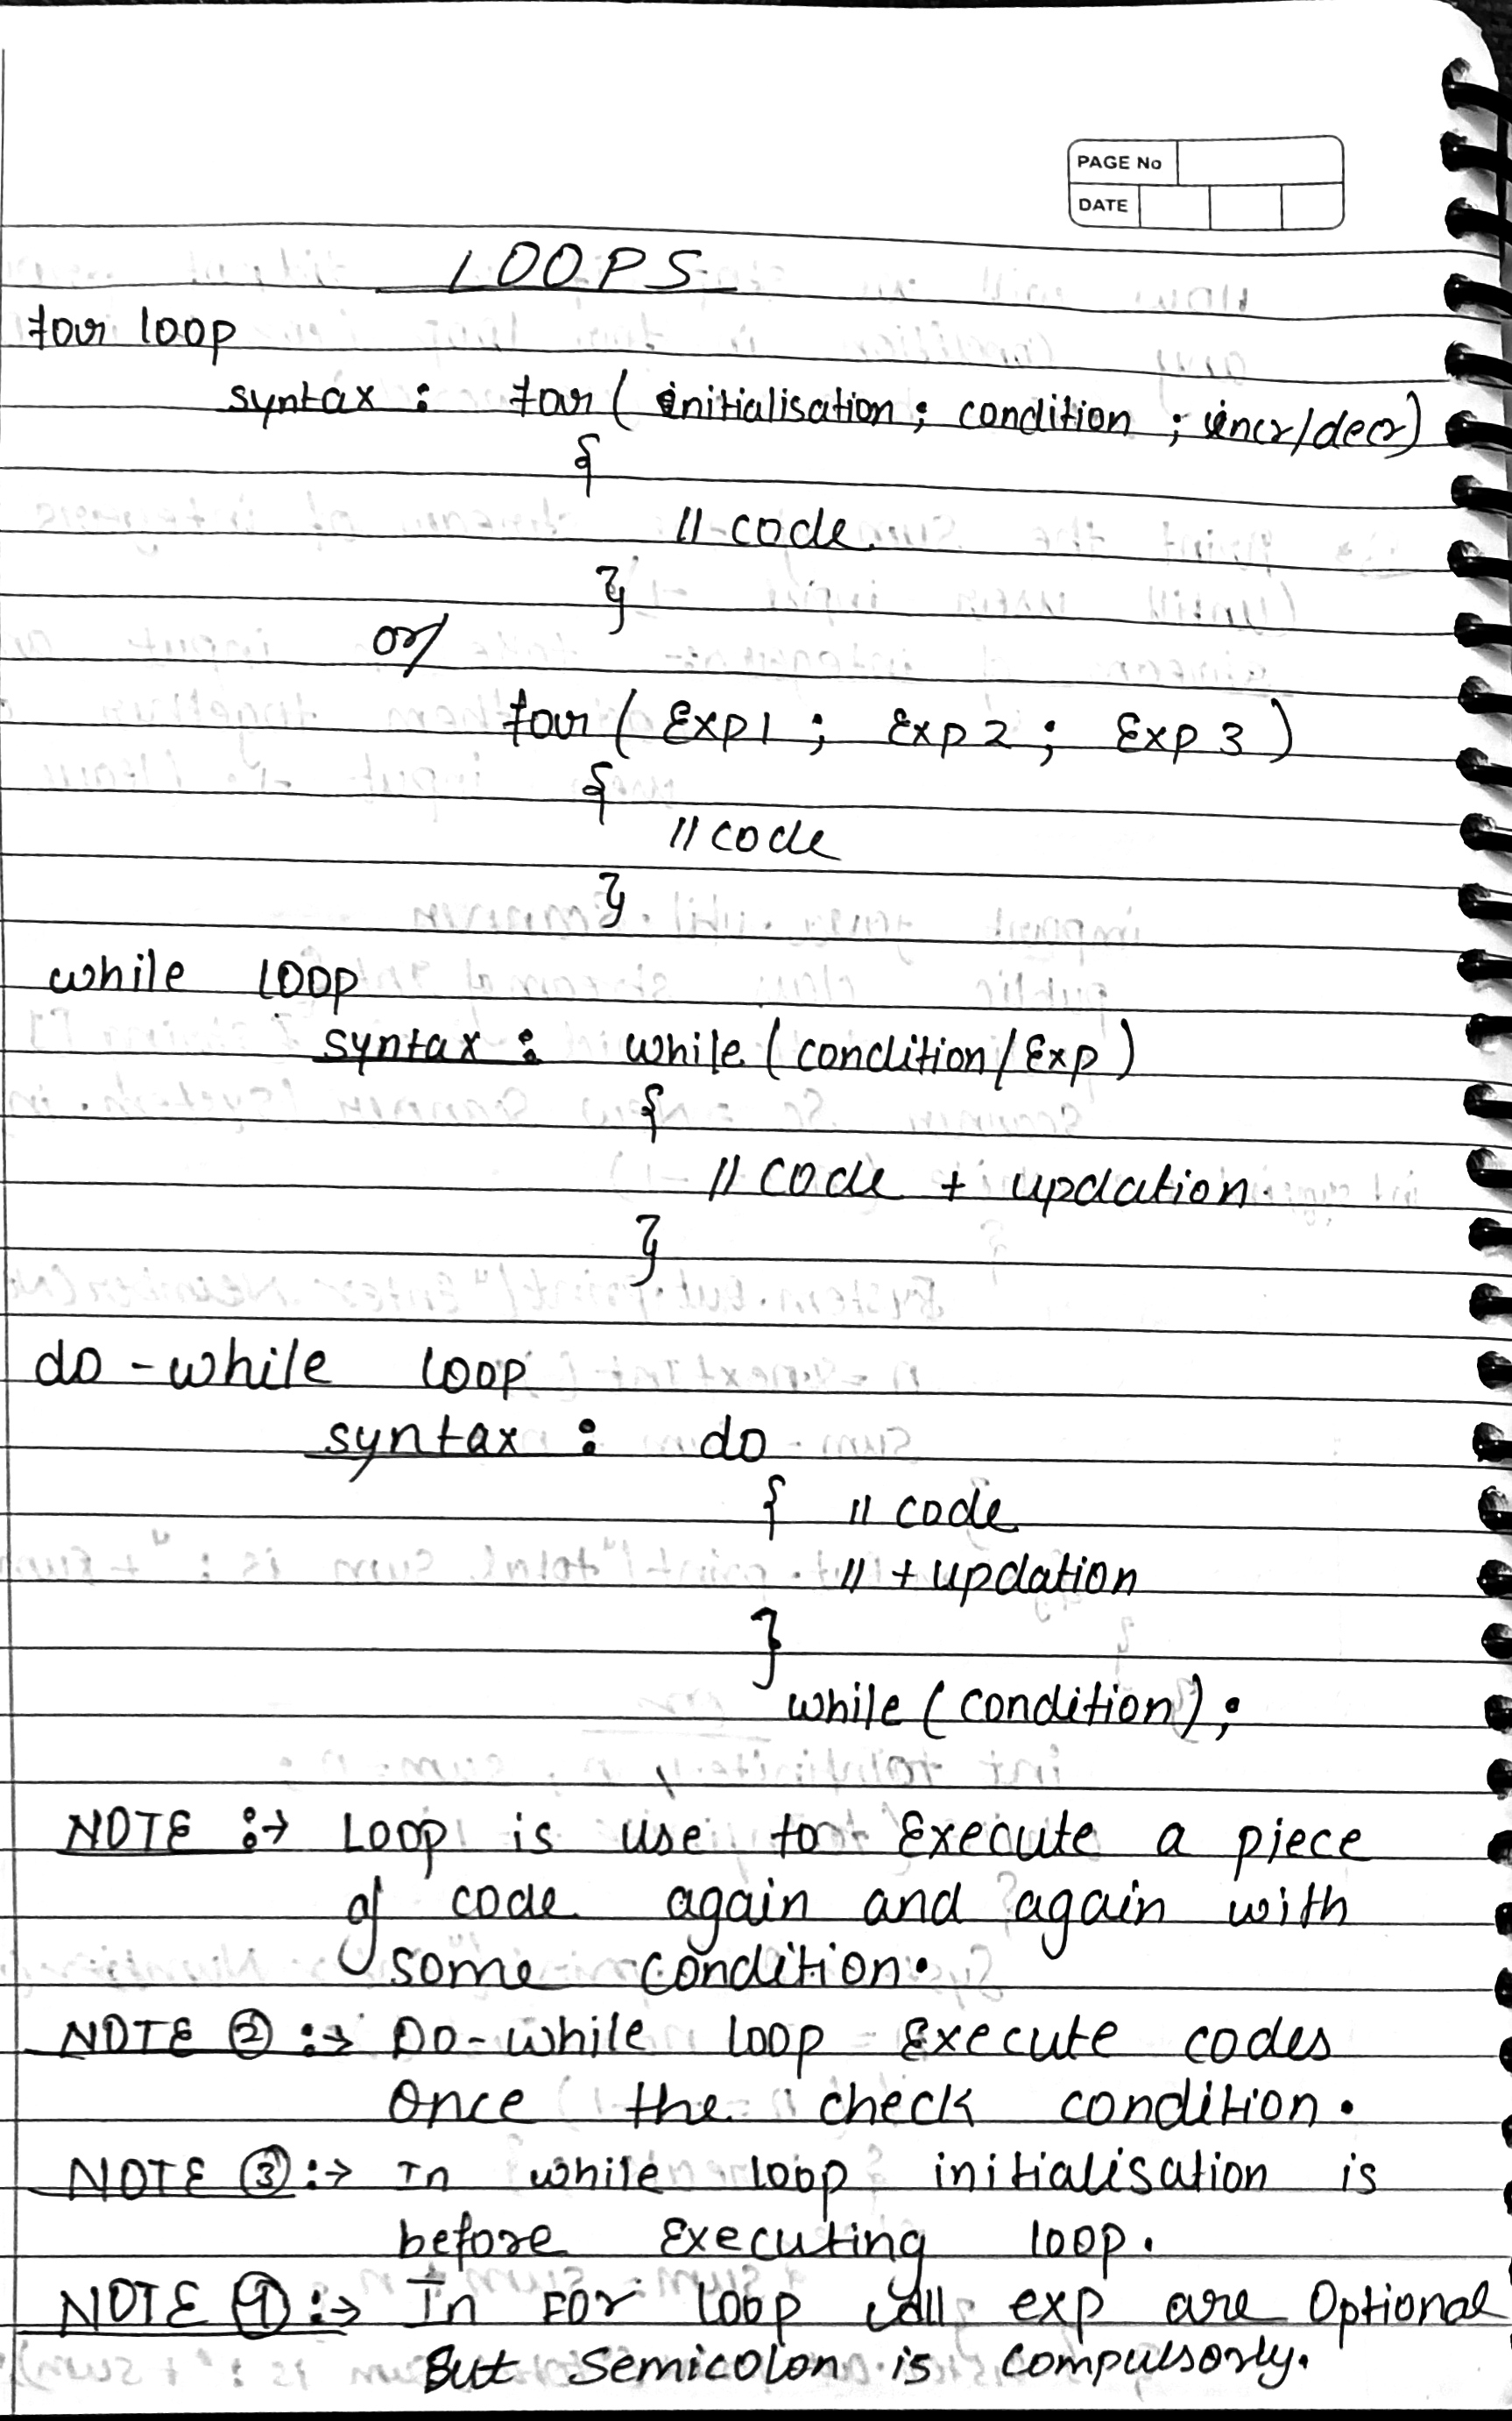 PAGE No
DATE
LOOPS
for loop
syntax : for ( initialisation ; condition ; incr/decr)
{
// code
}
or
for ( Exp1 ; Exp2 ; Exp 3 )
{
// code
}
while loop
syntax : while ( condition / Exp )
{
// code + updation.
}
do - while loop
syntax : do
{ // code
// + updation
}
while ( condition ) ;
NOTE :→ Loop is use to Execute a piece
of code again and again with
some condition.
NOTE ② :→ Do-while loop Execute codes
once the check condition.
NOTE ③ :→ In while loop initialisation is
before Executing loop.
NOTE ④ :→ In FOr loop all exp are Optional
But Semicolon is compulsorly.